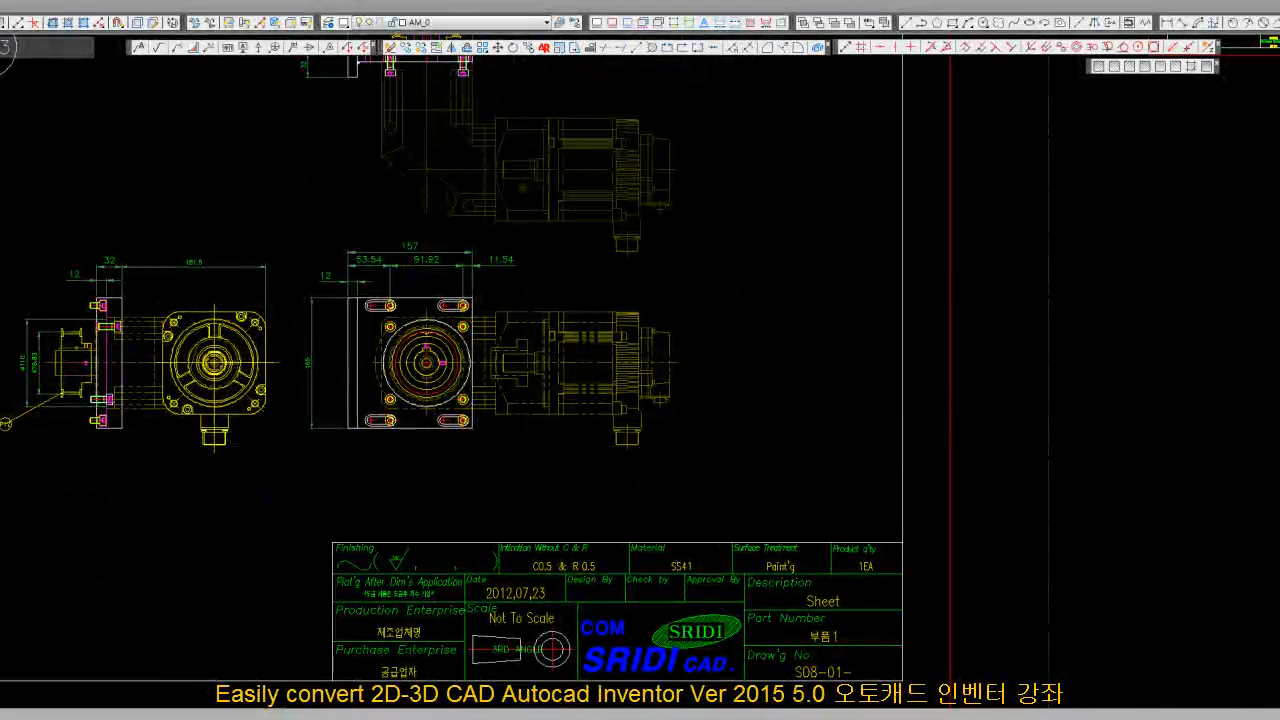 AM_0
AR
157
53.54 91.92 11.54
12
32
12
Finishing
Intication Without C & R
Material
Surface Treatment
Product q'ty
C0.5 & R 0.5
SS41
Paint'g
1EA
Plat'g After Dim's Application
Date
Design By
Check by
Approval By
Description
2012,07,23
Sheet
Production Enterprise
Scale
Not To Scale
Part Number
제조업체명
COM
SRIDI
부품1
Purchase Enterprise
3RD ANGLE
SRIDI CAD.
Draw'g No
공급업자
S08-01-
Easily convert 2D-3D CAD Autocad Inventor Ver 2015 5.0 오토캐드 인벤터 강좌